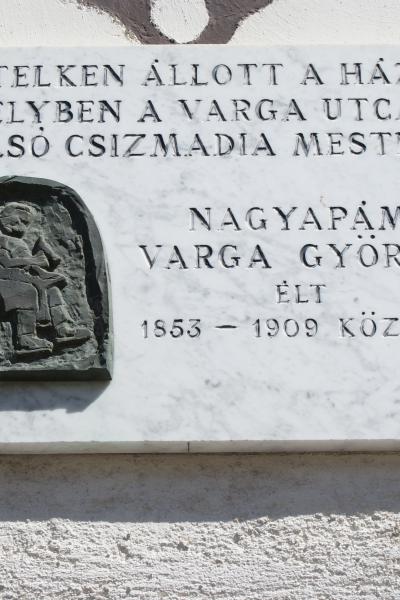 TELKEN ÁLLOTT A HÁZ
ELYBEN A VARGA UTCA
LSÓ CSIZMADIA MEST
NAGYAPÁM
VARGA GYÖR
ÉLT
1853 – 1909 KÖZ